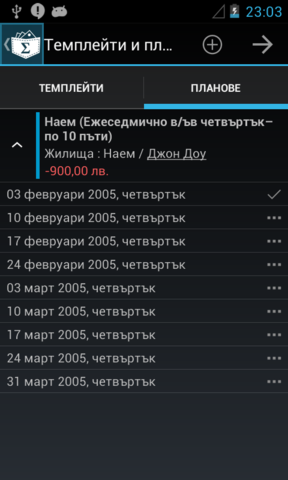 23:03
Σ
Темплейти и пл...
ТЕМПЛЕЙТИ
ПЛАНОВЕ
Наем (Ежеседмично в/ъв четвъртък–
по 10 пъти)
Жилища : Наем / Джон Доу
-900,00 лв.
03 февруари 2005, четвъртък
10 февруари 2005, четвъртък
17 февруари 2005, четвъртък
24 февруари 2005, четвъртък
03 март 2005, четвъртък
10 март 2005, четвъртък
17 март 2005, четвъртък
24 март 2005, четвъртък
31 март 2005, четвъртък